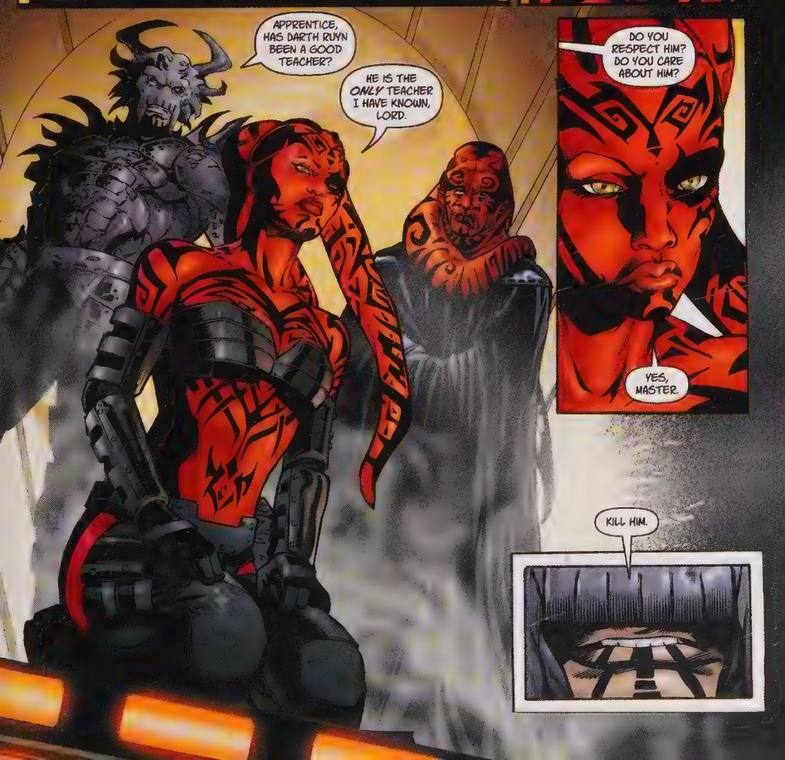 APPRENTICE,
HAS DARTH RUYN
BEEN A GOOD
TEACHER?
HE IS THE
ONLY TEACHER
I HAVE KNOWN,
LORD.
DO YOU
RESPECT HIM?
DO YOU CARE
ABOUT HIM?
YES,
MASTER.
KILL HIM.